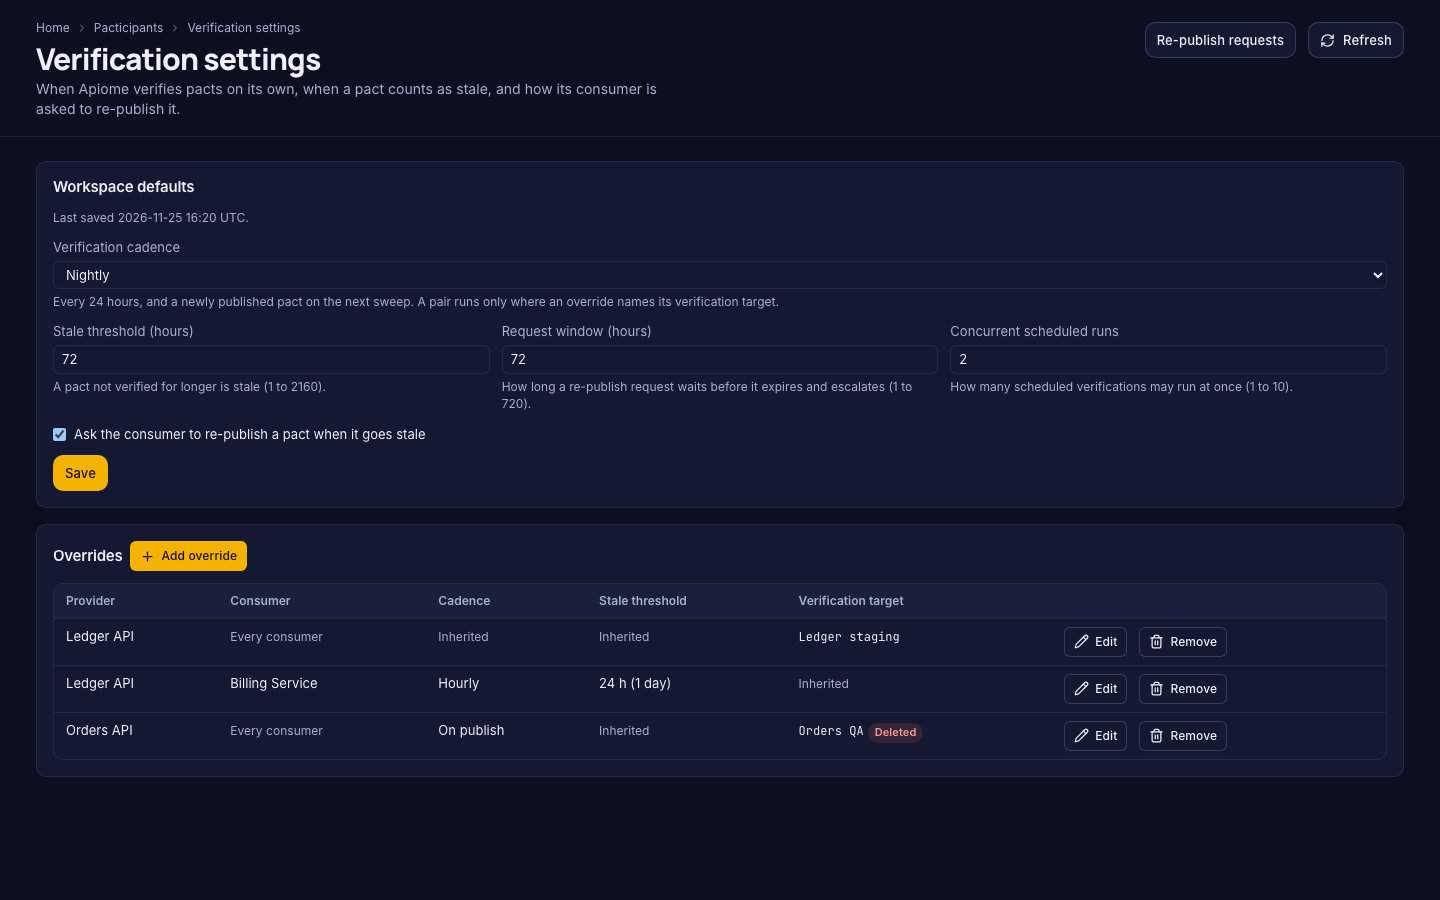 Home > Pacticipants > Verification settings
Verification settings
When Apiome verifies pacts on its own, when a pact counts as stale, and how its consumer is
asked to re-publish it.
Re-publish requests
Refresh
Workspace defaults
Last saved 2026-11-25 16:20 UTC.
Verification cadence
Nightly
Every 24 hours, and a newly published pact on the next sweep. A pair runs only where an override names its verification target.
Stale threshold (hours)
72
A pact not verified for longer is stale (1 to 2160).
Request window (hours)
72
How long a re-publish request waits before it expires and escalates (1 to
720).
Concurrent scheduled runs
2
How many scheduled verifications may run at once (1 to 10).
Ask the consumer to re-publish a pact when it goes stale
Save
Overrides
Add override
Provider Consumer Cadence Stale threshold Verification target
Ledger API Every consumer Inherited Inherited Ledger staging Edit Remove
Ledger API Billing Service Hourly 24 h (1 day) Inherited Edit Remove
Orders API Every consumer On publish Inherited Orders QA Deleted Edit Remove